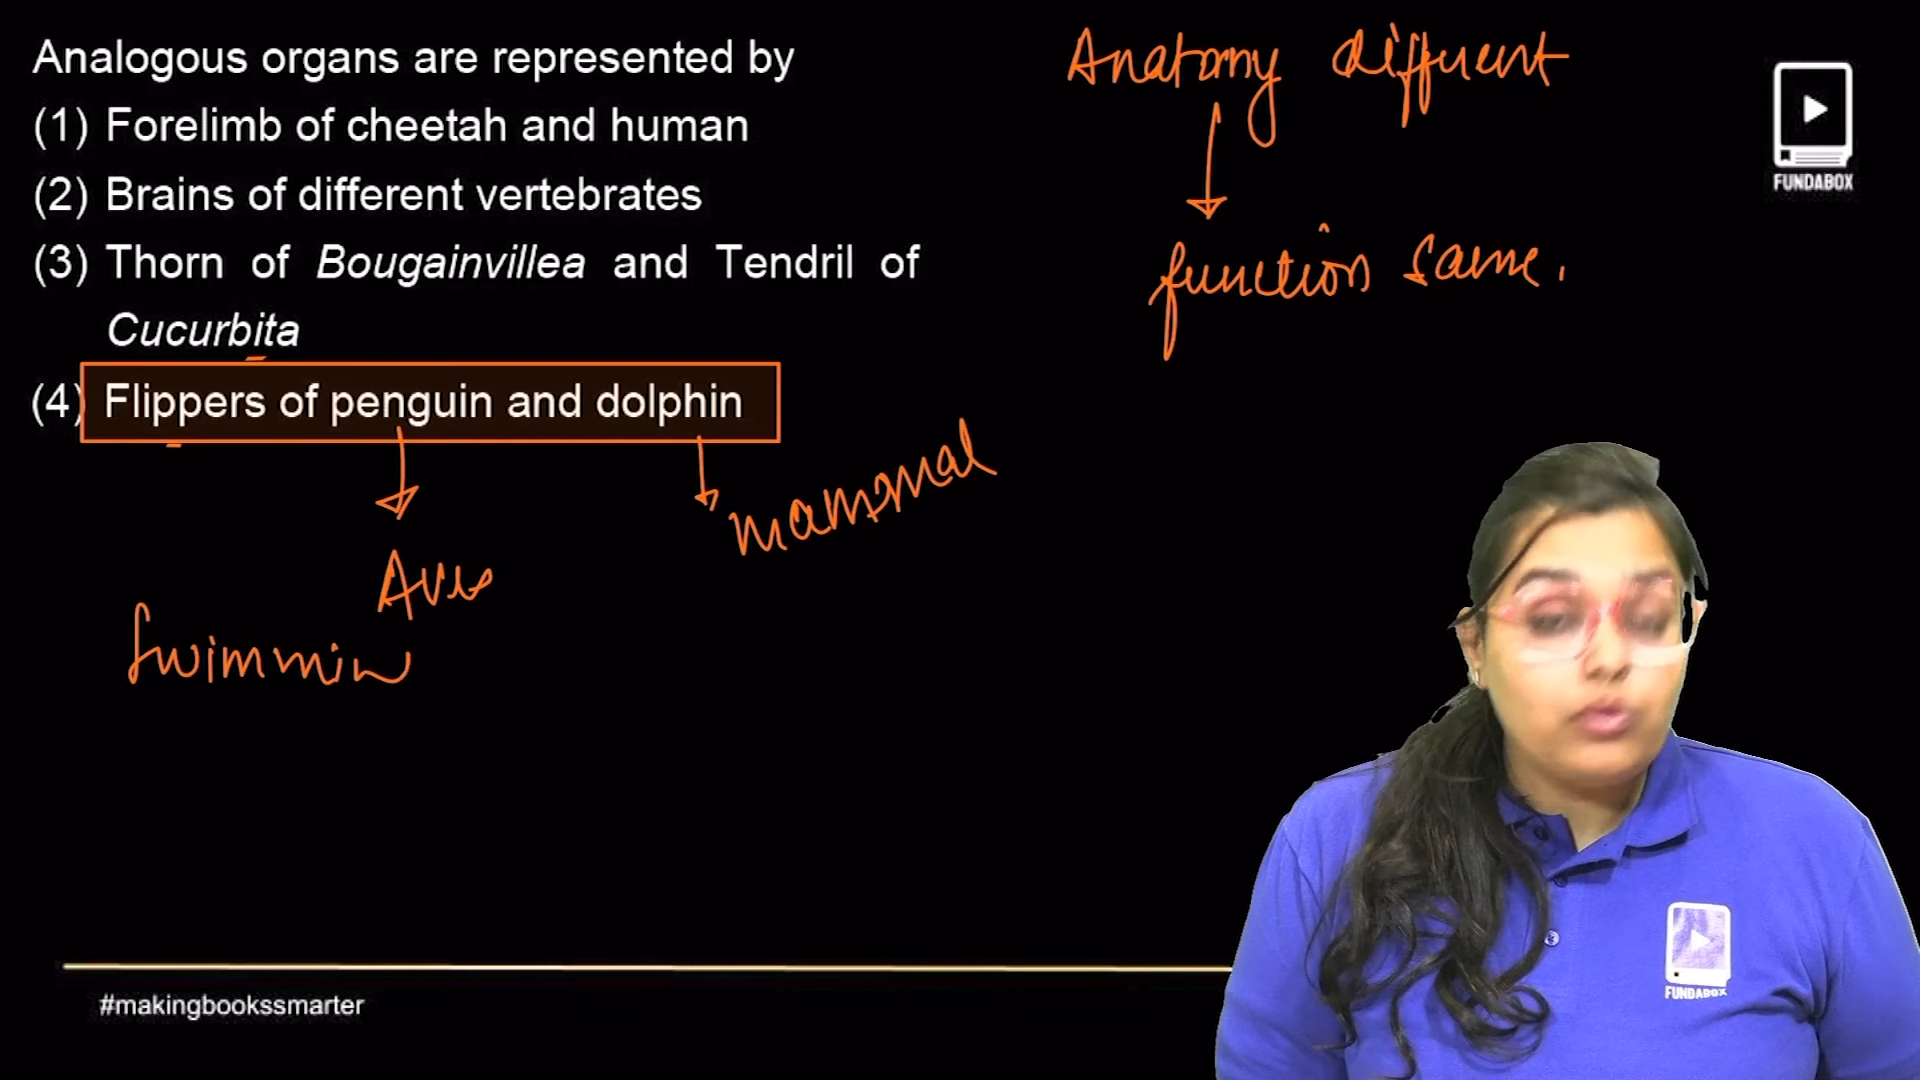 Analogous organs are represented by
(1) Forelimb of cheetah and human
(2) Brains of different vertebrates
(3) Thorn of Bougainvillea and Tendril of
Cucurbita
(4) Flippers of penguin and dolphin
Anatomy different
function same.
mammal
Aves
Swimmin
FUNDABOX
FUNDABOX
#makingbookssmarter